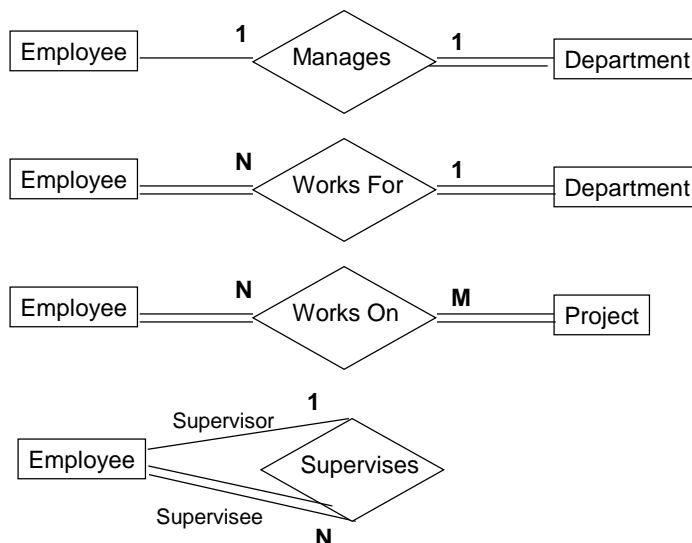 Employee 1 Manages 1 Department
Employee N Works For 1 Department
Employee N Works On M Project
1
Supervisor
Employee Supervises
Supervisee
N